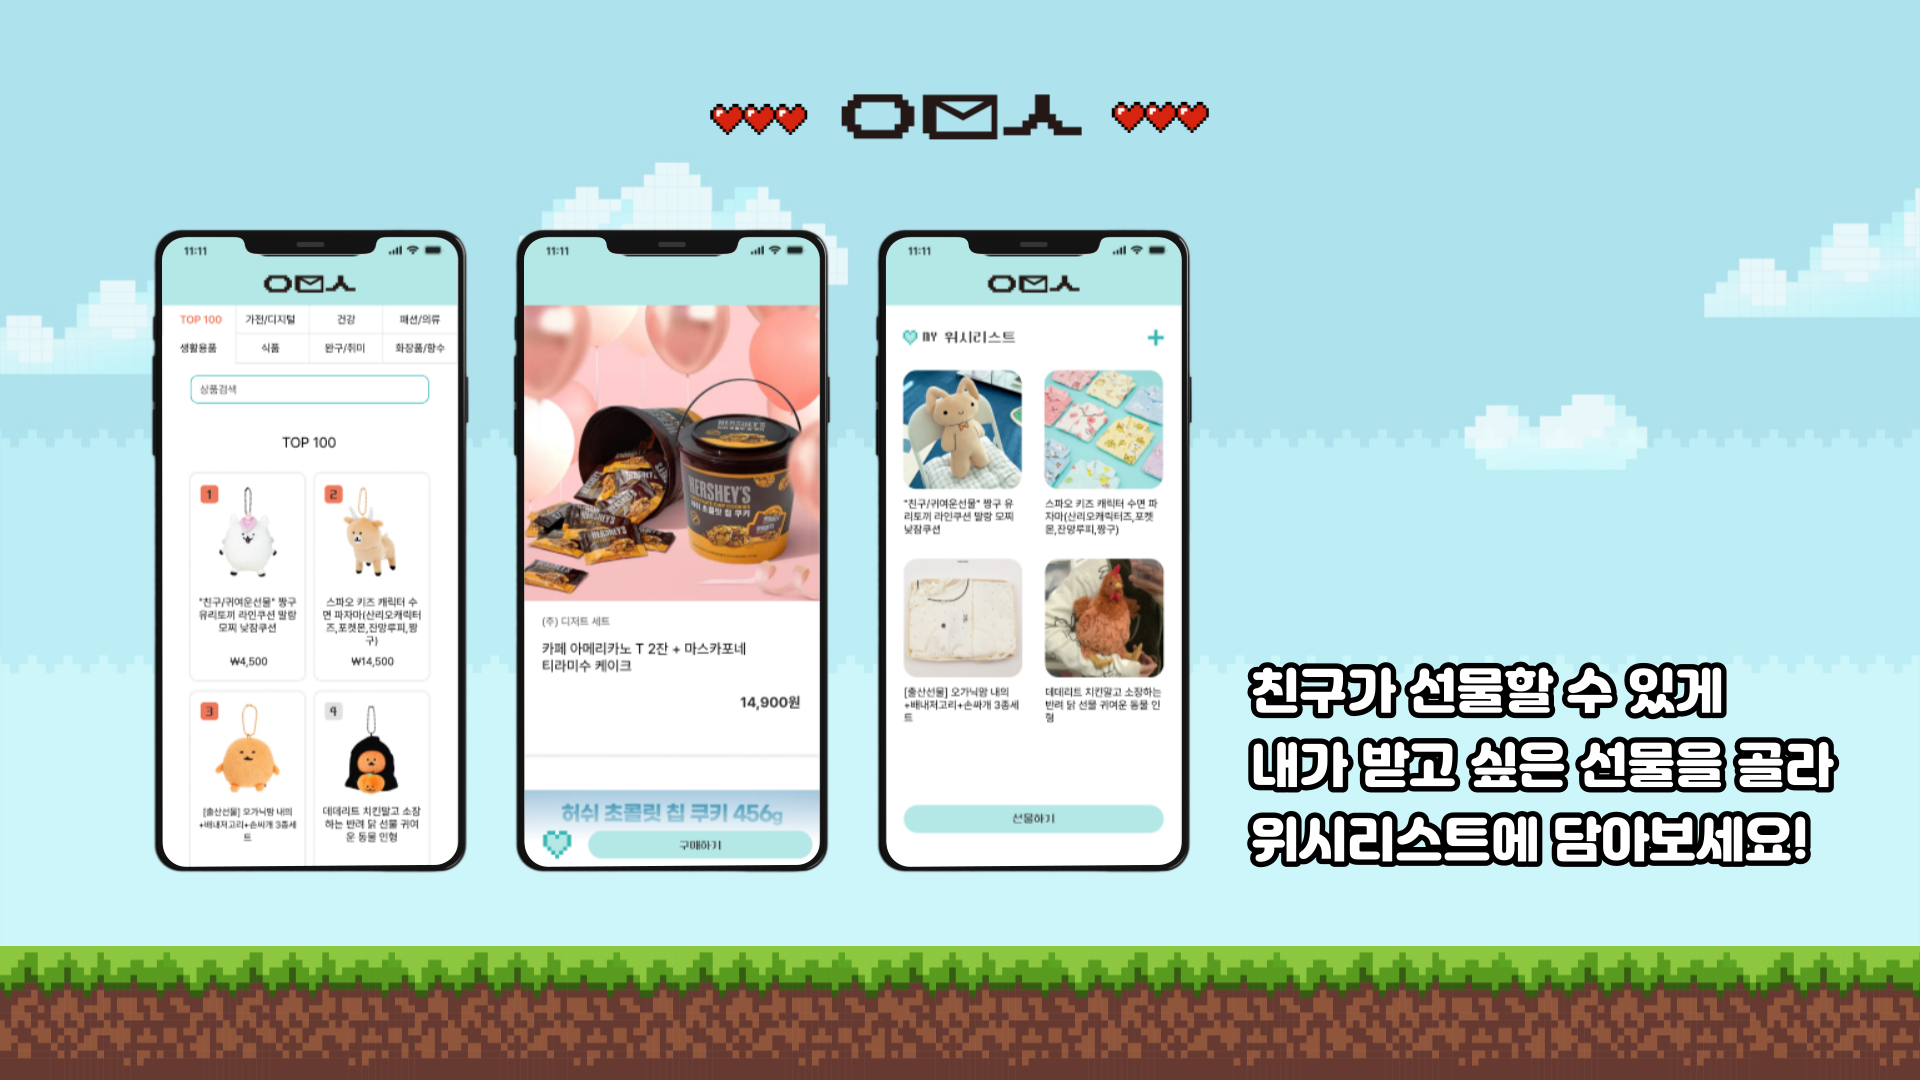 ㅇㅁㅅ
11:11
ㅇㅁㅅ
TOP 100
가전/디지털
건강
패션/의류
생활용품
식품
완구/취미
화장품/향수
상품검색
TOP 100
1
"친구/귀여운선물" 짱구
유리토끼 라인쿠션 말랑
모찌 낮잠쿠션
₩4,500
2
스파오 키즈 캐릭터 수
면 파자마(산리오캐릭터
즈,포켓몬,잔망루피,짱
구)
₩14,500
3
[출산선물] 오가닉맘 내의
+배내저고리+손싸개 3종세
트
4
데데리트 치킨말고 소장
하는 반려 닭 선물 귀여
운 동물 인형
11:11
HERSHEY'S
HERSHEY'S
허쉬 초콜릿 칩 쿠키
(주) 디저트 세트
카페 아메리카노 T 2잔 + 마스카포네
티라미수 케이크
14,900원
허쉬 초콜릿 칩 쿠키 456g
구매하기
11:11
ㅇㅁㅅ
MY 위시리스트
"친구/귀여운선물" 짱구 유
리토끼 라인쿠션 말랑 모찌
낮잠쿠션
스파오 키즈 캐릭터 수면 파
자마(산리오캐릭터즈,포켓
몬,잔망루피,짱구)
[출산선물] 오가닉맘 내의
+배내저고리+손싸개 3종세
트
데데리트 치킨말고 소장하는
반려 닭 선물 귀여운 동물 인
형
선물하기
친구가 선물할 수 있게
내가 받고 싶은 선물을 골라
위시리스트에 담아보세요!